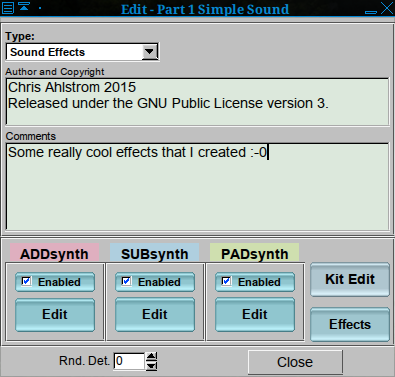 Edit - Part 1 Simple Sound
Type:
Sound Effects
Author and Copyright
Chris Ahlstrom 2015
Released under the GNU Public License version 3.
Comments
Some really cool effects that I created :-0
ADDsynth SUBsynth PADsynth
Enabled Enabled Enabled Kit Edit
Edit Edit Edit Effects
Rnd. Det. 0 Close